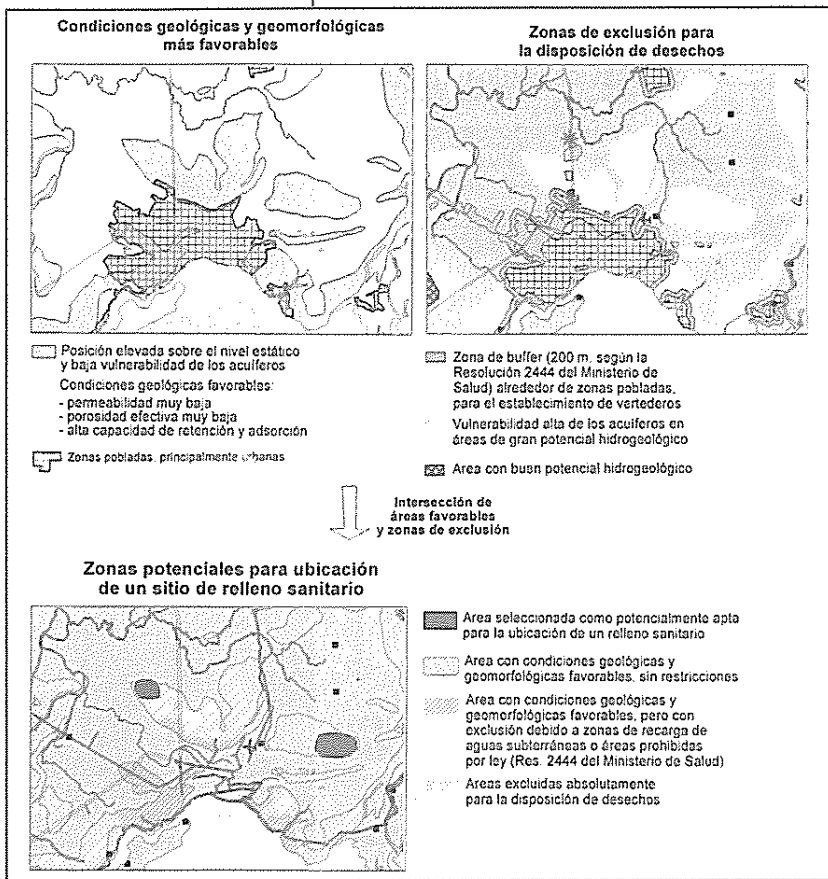 Condiciones geológicas y geomorfológicas
más favorables
Zonas de exclusión para
la disposición de desechos
Posición elevada sobre el nivel estático
y baja vulnerabilidad de los acuíferos
Condiciones geológicas favorables:
- permeabilidad muy baja
- porosidad efectiva muy baja
- alta capacidad de retención y adsorción
Zonas pobladas, principalmente urbanas
Zona de buffer (200 m, según la
Resolución 2444 del Ministerio de
Salud) alrededor de zonas pobladas,
para el establecimiento de vertederos
Vulnerabilidad alta de los acuíferos en
áreas de gran potencial hidrogeológico
Area con buen potencial hidrogeológico
Intersección de
áreas favorables
y zonas de exclusión
Zonas potenciales para ubicación
de un sitio de relleno sanitario
Area seleccionada como potencialmente apta
para la ubicación de un relleno sanitario
Area con condiciones geológicas y
geomorfológicas favorables, sin restricciones
Area con condiciones geológicas y
geomorfológicas favorables, pero con
exclusión debido a zonas de recarga de
aguas subterráneas o áreas prohibidas
por ley (Res. 2444 del Ministerio de Salud)
Areas excluidas absolutamente
para la disposición de desechos